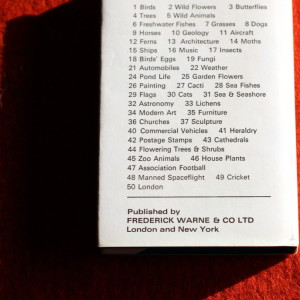 1 Birds 2 Wild Flowers 3 Butterflies
4 Trees 5 Wild Animals
6 Freshwater Fishes 7 Grasses 8 Dogs
9 Horses 10 Geology 11 Aircraft
12 Ferns 13 Architecture 14 Moths
15 Ships 16 Music 17 Insects
18 Birds' Eggs 19 Fungi
21 Automobiles 22 Weather
24 Pond Life 25 Garden Flowers
26 Painting 27 Cacti 28 Sea Fishes
29 Flags 30 Cats 31 Sea & Seashore
32 Astronomy 33 Lichens
34 Modern Art 35 Furniture
36 Churches 37 Sculpture
40 Commercial Vehicles 41 Heraldry
42 Postage Stamps 43 Cathedrals
44 Flowering Trees & Shrubs
45 Zoo Animals 46 House Plants
47 Association Football
48 Manned Spaceflight 49 Cricket
50 London
Published by
FREDERICK WARNE & CO LTD
London and New York